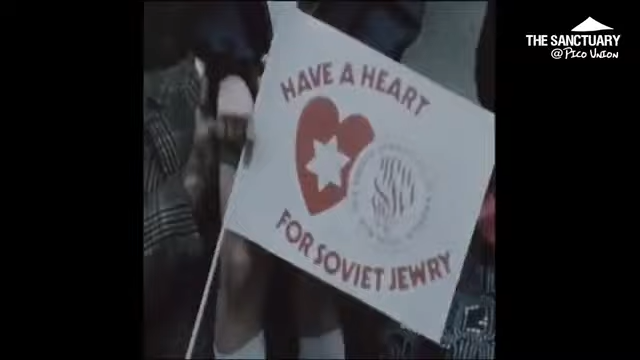 HAVE A HEART
FOR SOVIET JEWRY
THE SANCTUARY
@PICO UNION